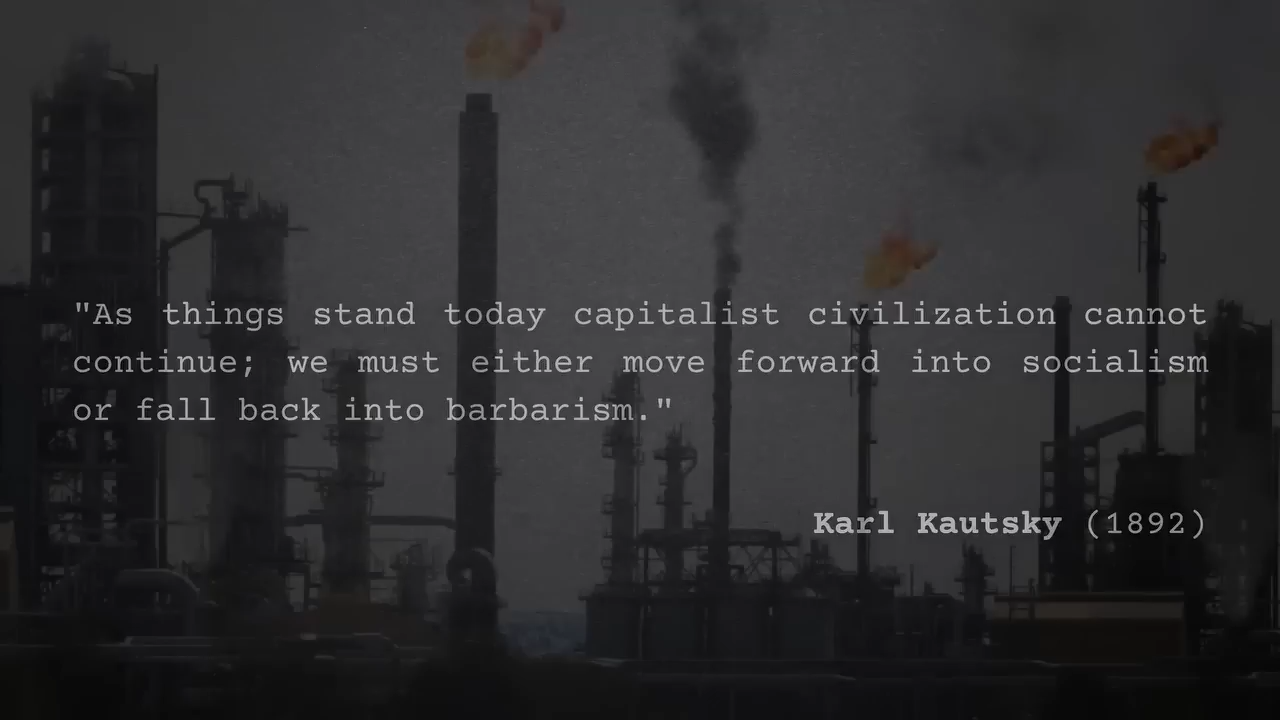 "As things stand today capitalist civilization cannot
continue; we must either move forward into socialism
or fall back into barbarism."
Karl Kautsky (1892)